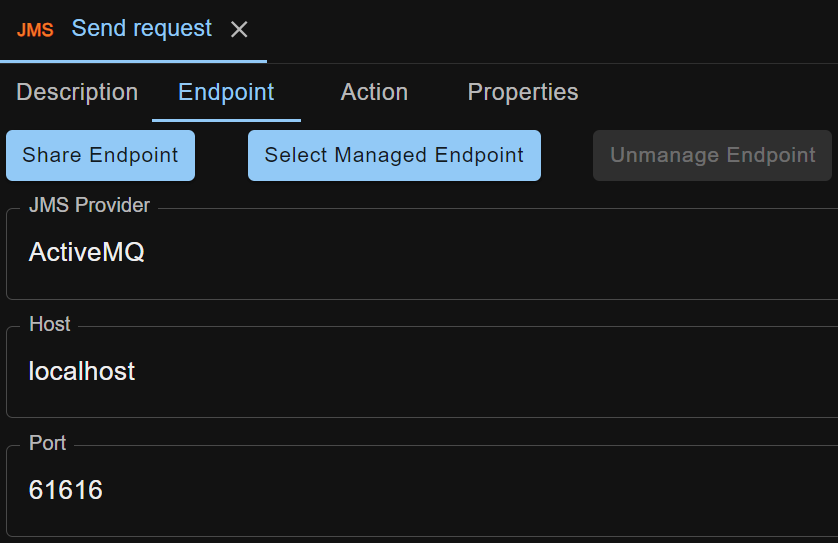 JMS Send request
Description Endpoint Action Properties
Share Endpoint Select Managed Endpoint Unmanage Endpoint
JMS Provider
ActiveMQ
Host
localhost
Port
61616